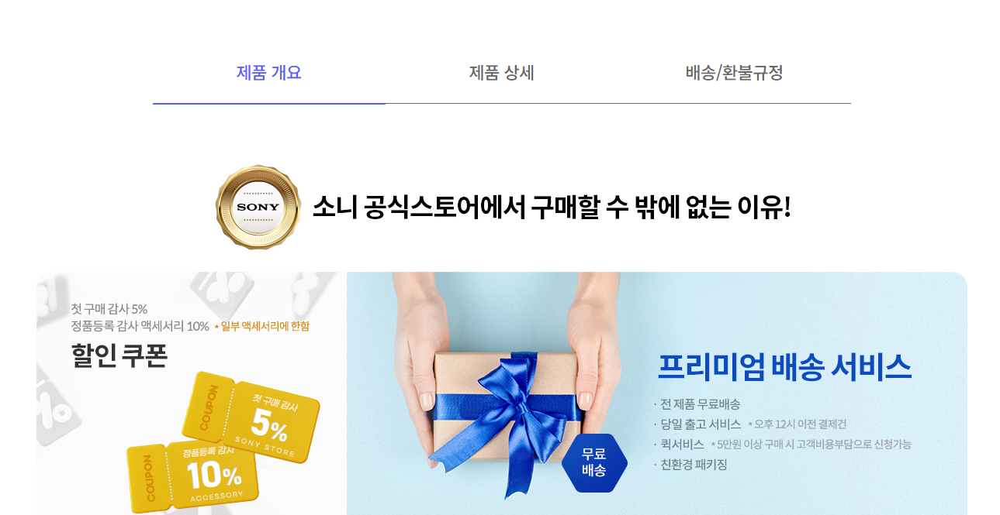 제품 개요
제품 상세
배송/환불규정
SONY
소니 공식스토어에서 구매할 수 밖에 없는 이유!
첫 구매 감사 5%
정품등록 감사 액세서리 10% * 일부 액세서리에 한함
할인 쿠폰
COUPON
첫 구매 감사
5%
SONY STORE
COUPON
정품등록 감사
10%
ACCESSORY
무료
배송
프리미엄 배송 서비스
· 전 제품 무료배송
· 당일 출고 서비스 * 오후 12시 이전 결제건
· 퀵서비스 * 5만원 이상 구매 시 고객비용부담으로 신청가능
· 친환경 패키징